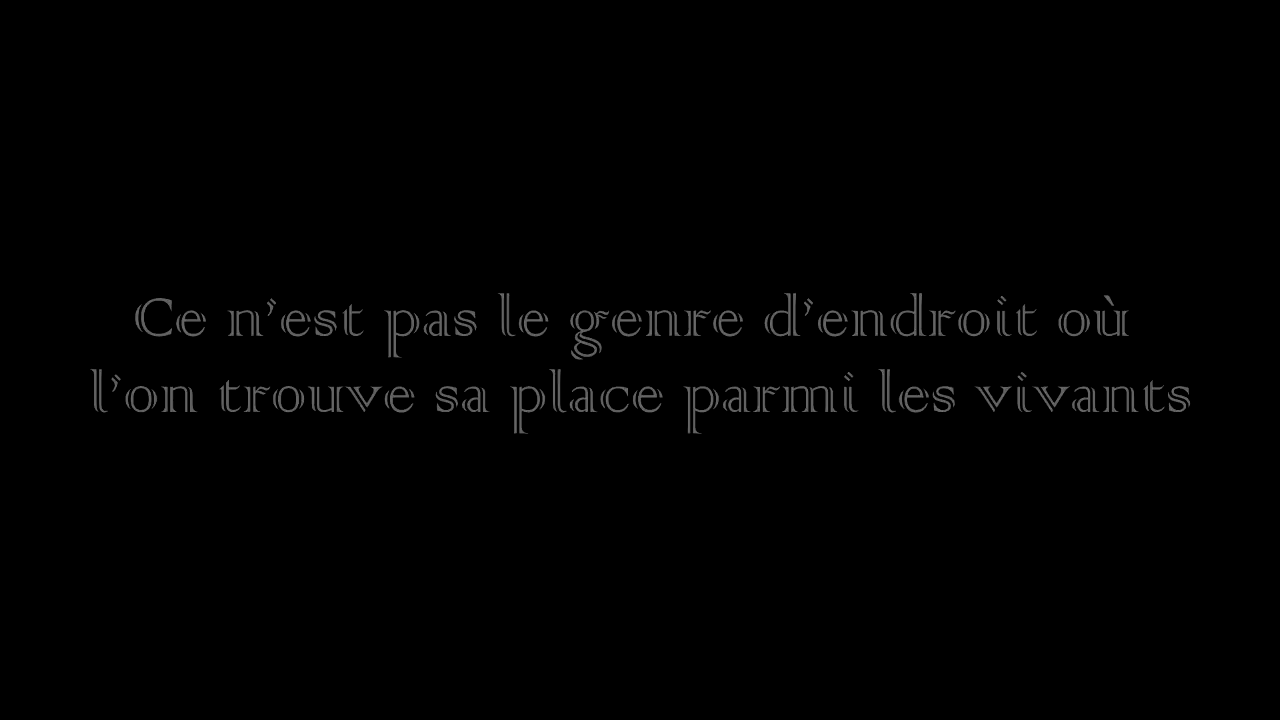 Ce n'est pas le genre d'endroit où
l'on trouve sa place parmi les vivants